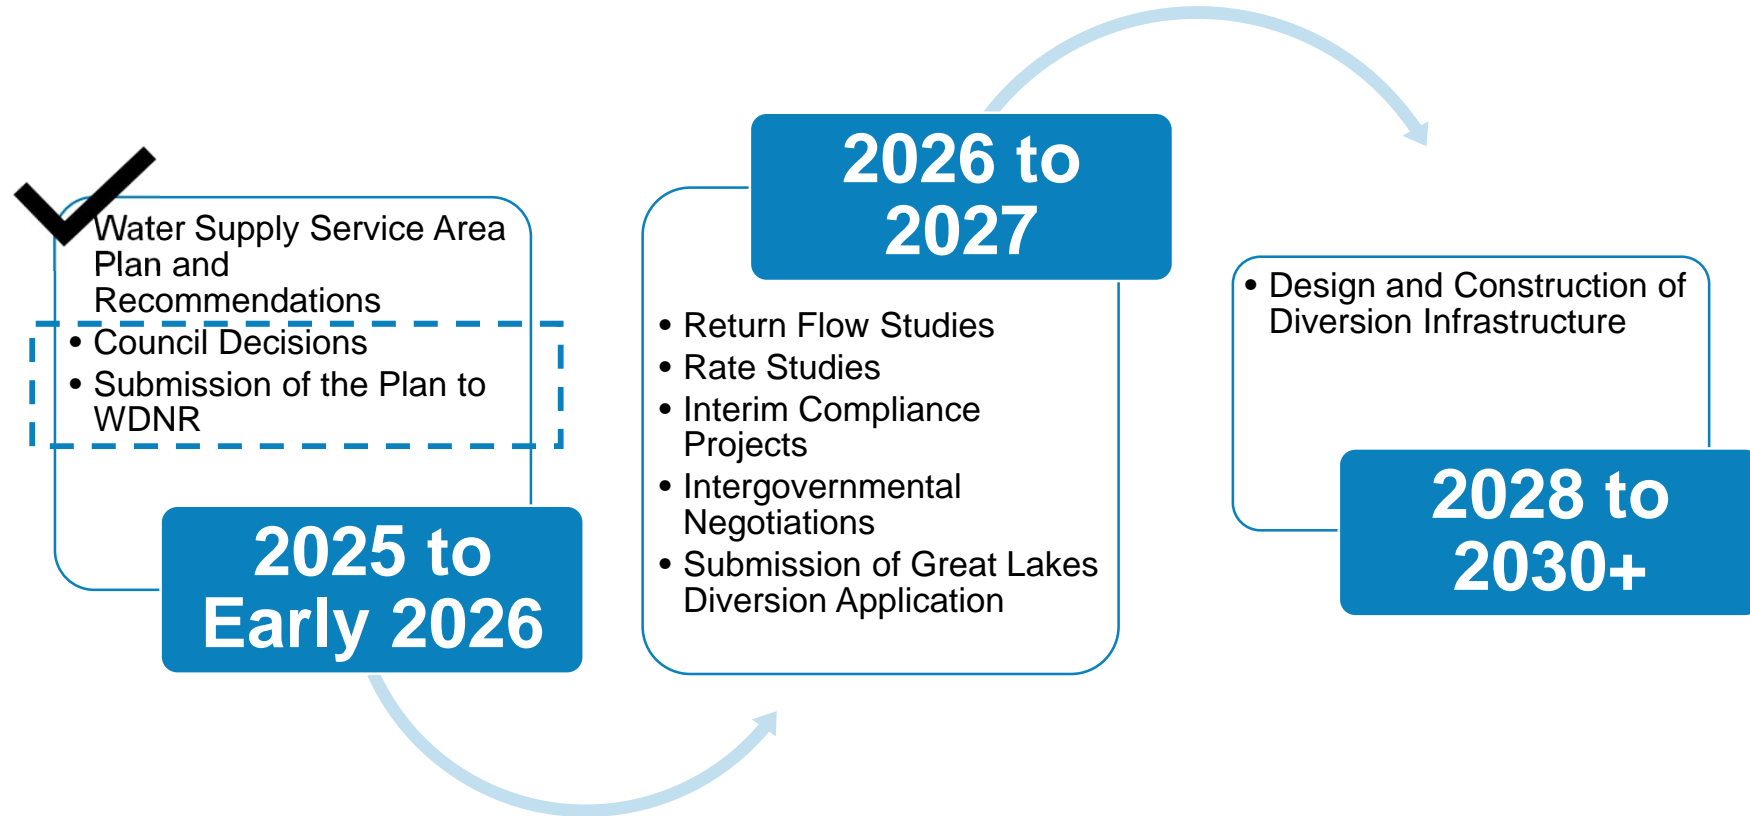 Water Supply Service Area
Plan and
Recommendations
• Council Decisions
• Submission of the Plan to
WDNR
2025 to
Early 2026
2026 to
2027
• Return Flow Studies
• Rate Studies
• Interim Compliance
Projects
• Intergovernmental
Negotiations
• Submission of Great Lakes
Diversion Application
• Design and Construction of
Diversion Infrastructure
2028 to
2030+